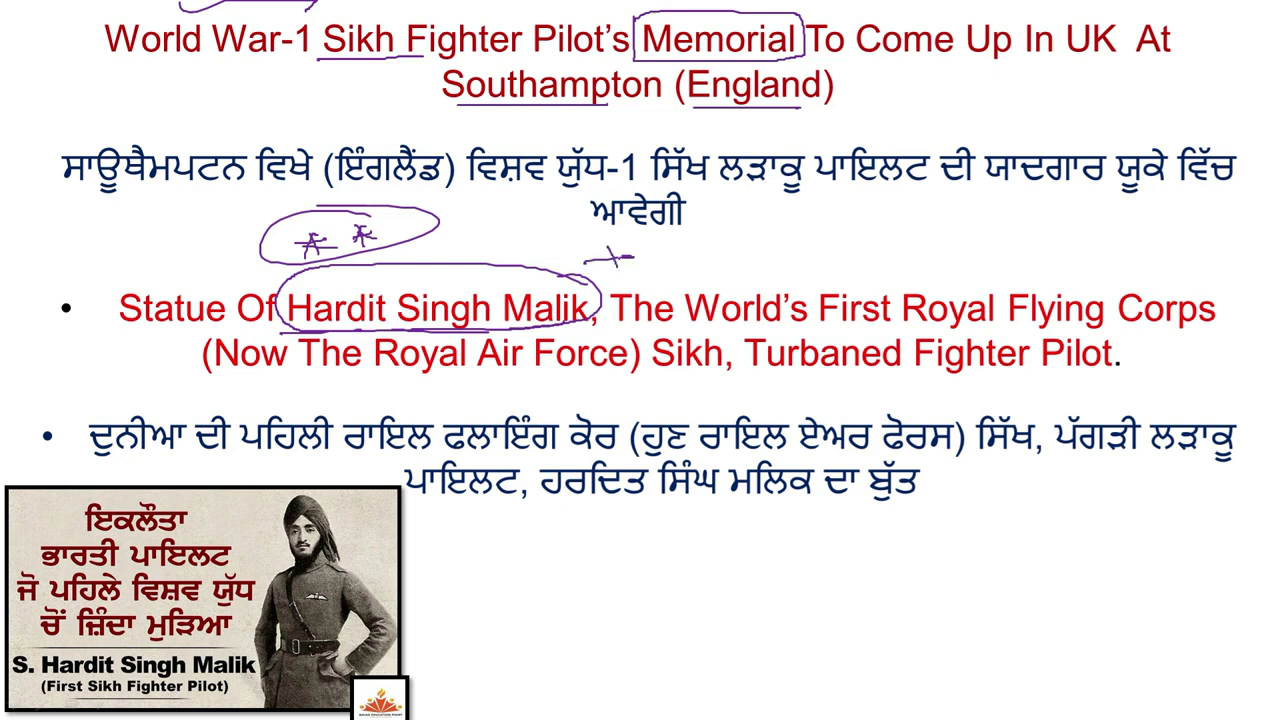 World War-1 Sikh Fighter Pilot’s Memorial To Come Up In UK At
Southampton (England)
ਸਾਊਥੈਮਪਟਨ ਵਿਖੇ (ਇੰਗਲੈਂਡ) ਵਿਸ਼ਵ ਯੁੱਧ-1 ਸਿੱਖ ਲੜਾਕੂ ਪਾਇਲਟ ਦੀ ਯਾਦਗਾਰ ਯੂਕੇ ਵਿੱਚ
ਆਵੇਗੀ
• Statue Of Hardit Singh Malik, The World’s First Royal Flying Corps
(Now The Royal Air Force) Sikh, Turbaned Fighter Pilot.
• ਦੁਨੀਆ ਦੀ ਪਹਿਲੀ ਰਾਇਲ ਫਲਾਇੰਗ ਕੋਰ (ਹੁਣ ਰਾਇਲ ਏਅਰ ਫੋਰਸ) ਸਿੱਖ, ਪੱਗੜੀ ਲੜਾਕੂ
ਪਾਇਲਟ, ਹਰਦਿਤ ਸਿੰਘ ਮਲਿਕ ਦਾ ਬੁੱਤ
ਇਕਲੌਤਾ
ਭਾਰਤੀ ਪਾਇਲਟ
ਜੋ ਪਹਿਲੇ ਵਿਸ਼ਵ ਯੁੱਧ
ਚੋਂ ਜ਼ਿੰਦਾ ਮੁੜਿਆ
S. Hardit Singh Malik
(First Sikh Fighter Pilot)